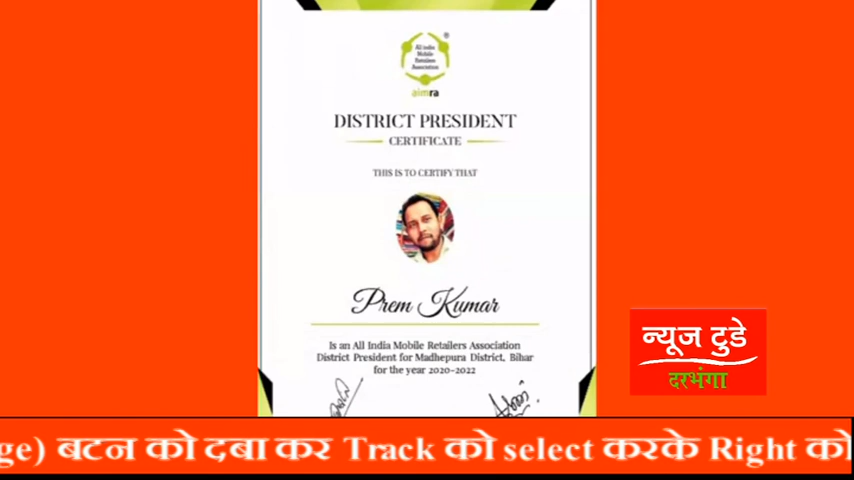 All India
Mobile
Retailers
Association
aimra
DISTRICT PRESIDENT
CERTIFICATE
THIS IS TO CERTIFY THAT
Prem Kumar
Is an All India Mobile Retailers Association
District President for Madhepura District, Bihar
for the year 2020-2022
न्यूज टुडे
दरभंगा
ge) बटन को दबा कर Track को select करके Right को